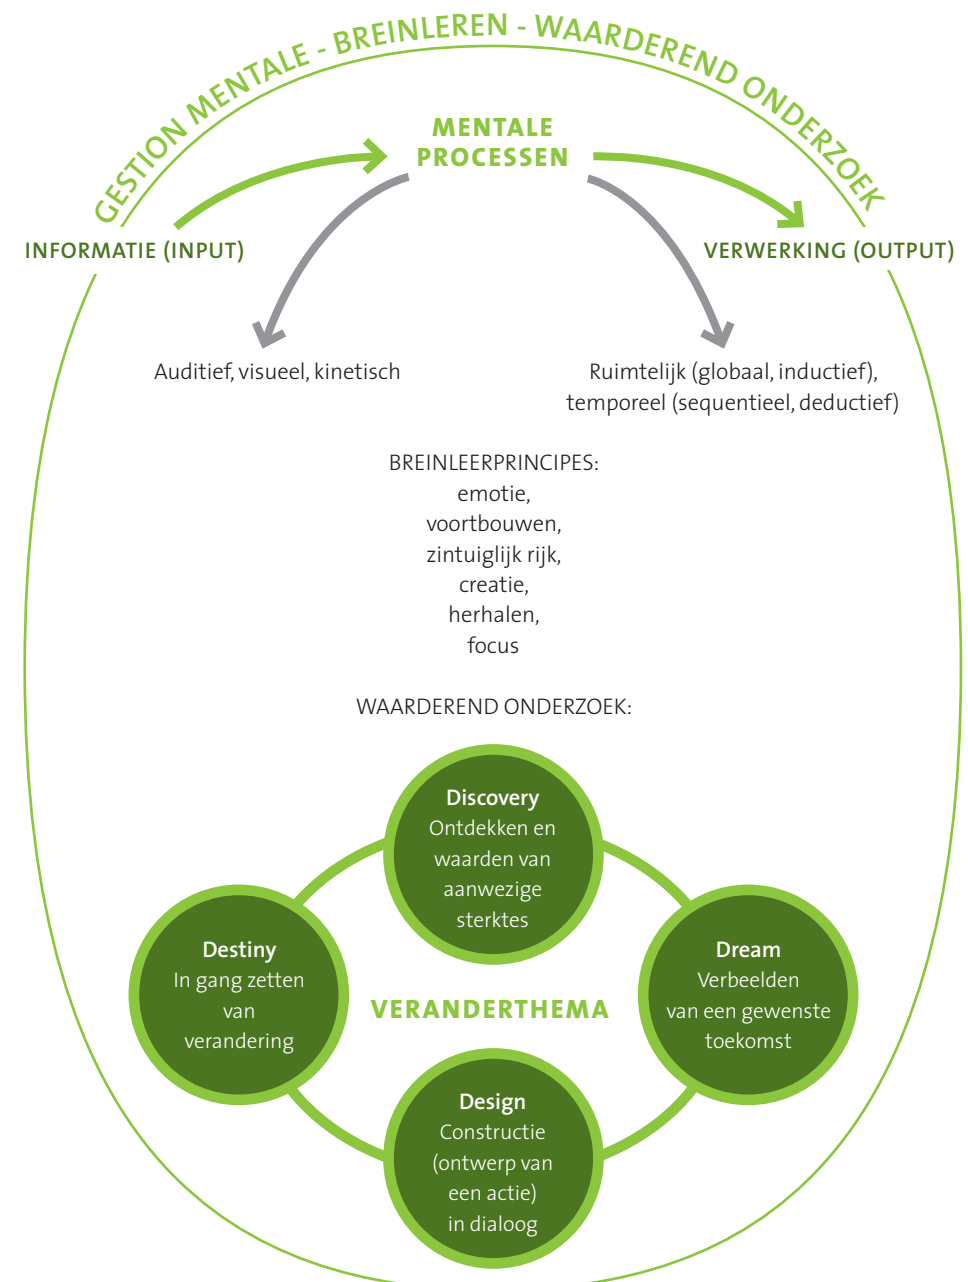 GESTION MENTALE - BREINLEREN - WAARDEREND ONDERZOEK
MENTALE
PROCESSEN
INFORMATIE (INPUT)
VERWERKING (OUTPUT)
Auditief, visueel, kinetisch
Ruimtelijk (globaal, inductief),
temporeel (sequentieel, deductief)
BREINLEERPRINCIPES:
emotie,
voortbouwen,
zintuiglijk rijk,
creatie,
herhalen,
focus
WAARDEREND ONDERZOEK:
Discovery
Ontdekken en
waarden van
aanwezige
sterktes
Destiny
In gang zetten
van
verandering
VERANDERTHEMA
Dream
Verbeelden
van een gewenste
toekomst
Design
Constructie
(ontwerp van
een actie)
in dialoog